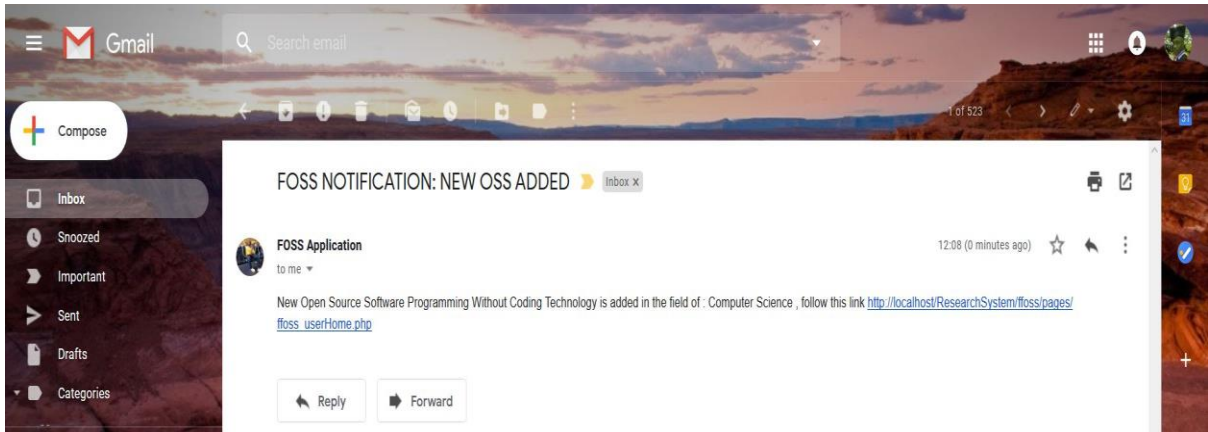 Gmail
Search email
1 of 523
31
Compose
FOSS NOTIFICATION: NEW OSS ADDED
Inbox x
Inbox
Snoozed
Important
Sent
Drafts
Categories
FOSS Application
12:08 (0 minutes ago)
to me
New Open Source Software Programming Without Coding Technology is added in the field of : Computer Science , follow this link http://localhost/ResearchSystem/ffoss/pages/
ffoss_userHome.php
Reply
Forward